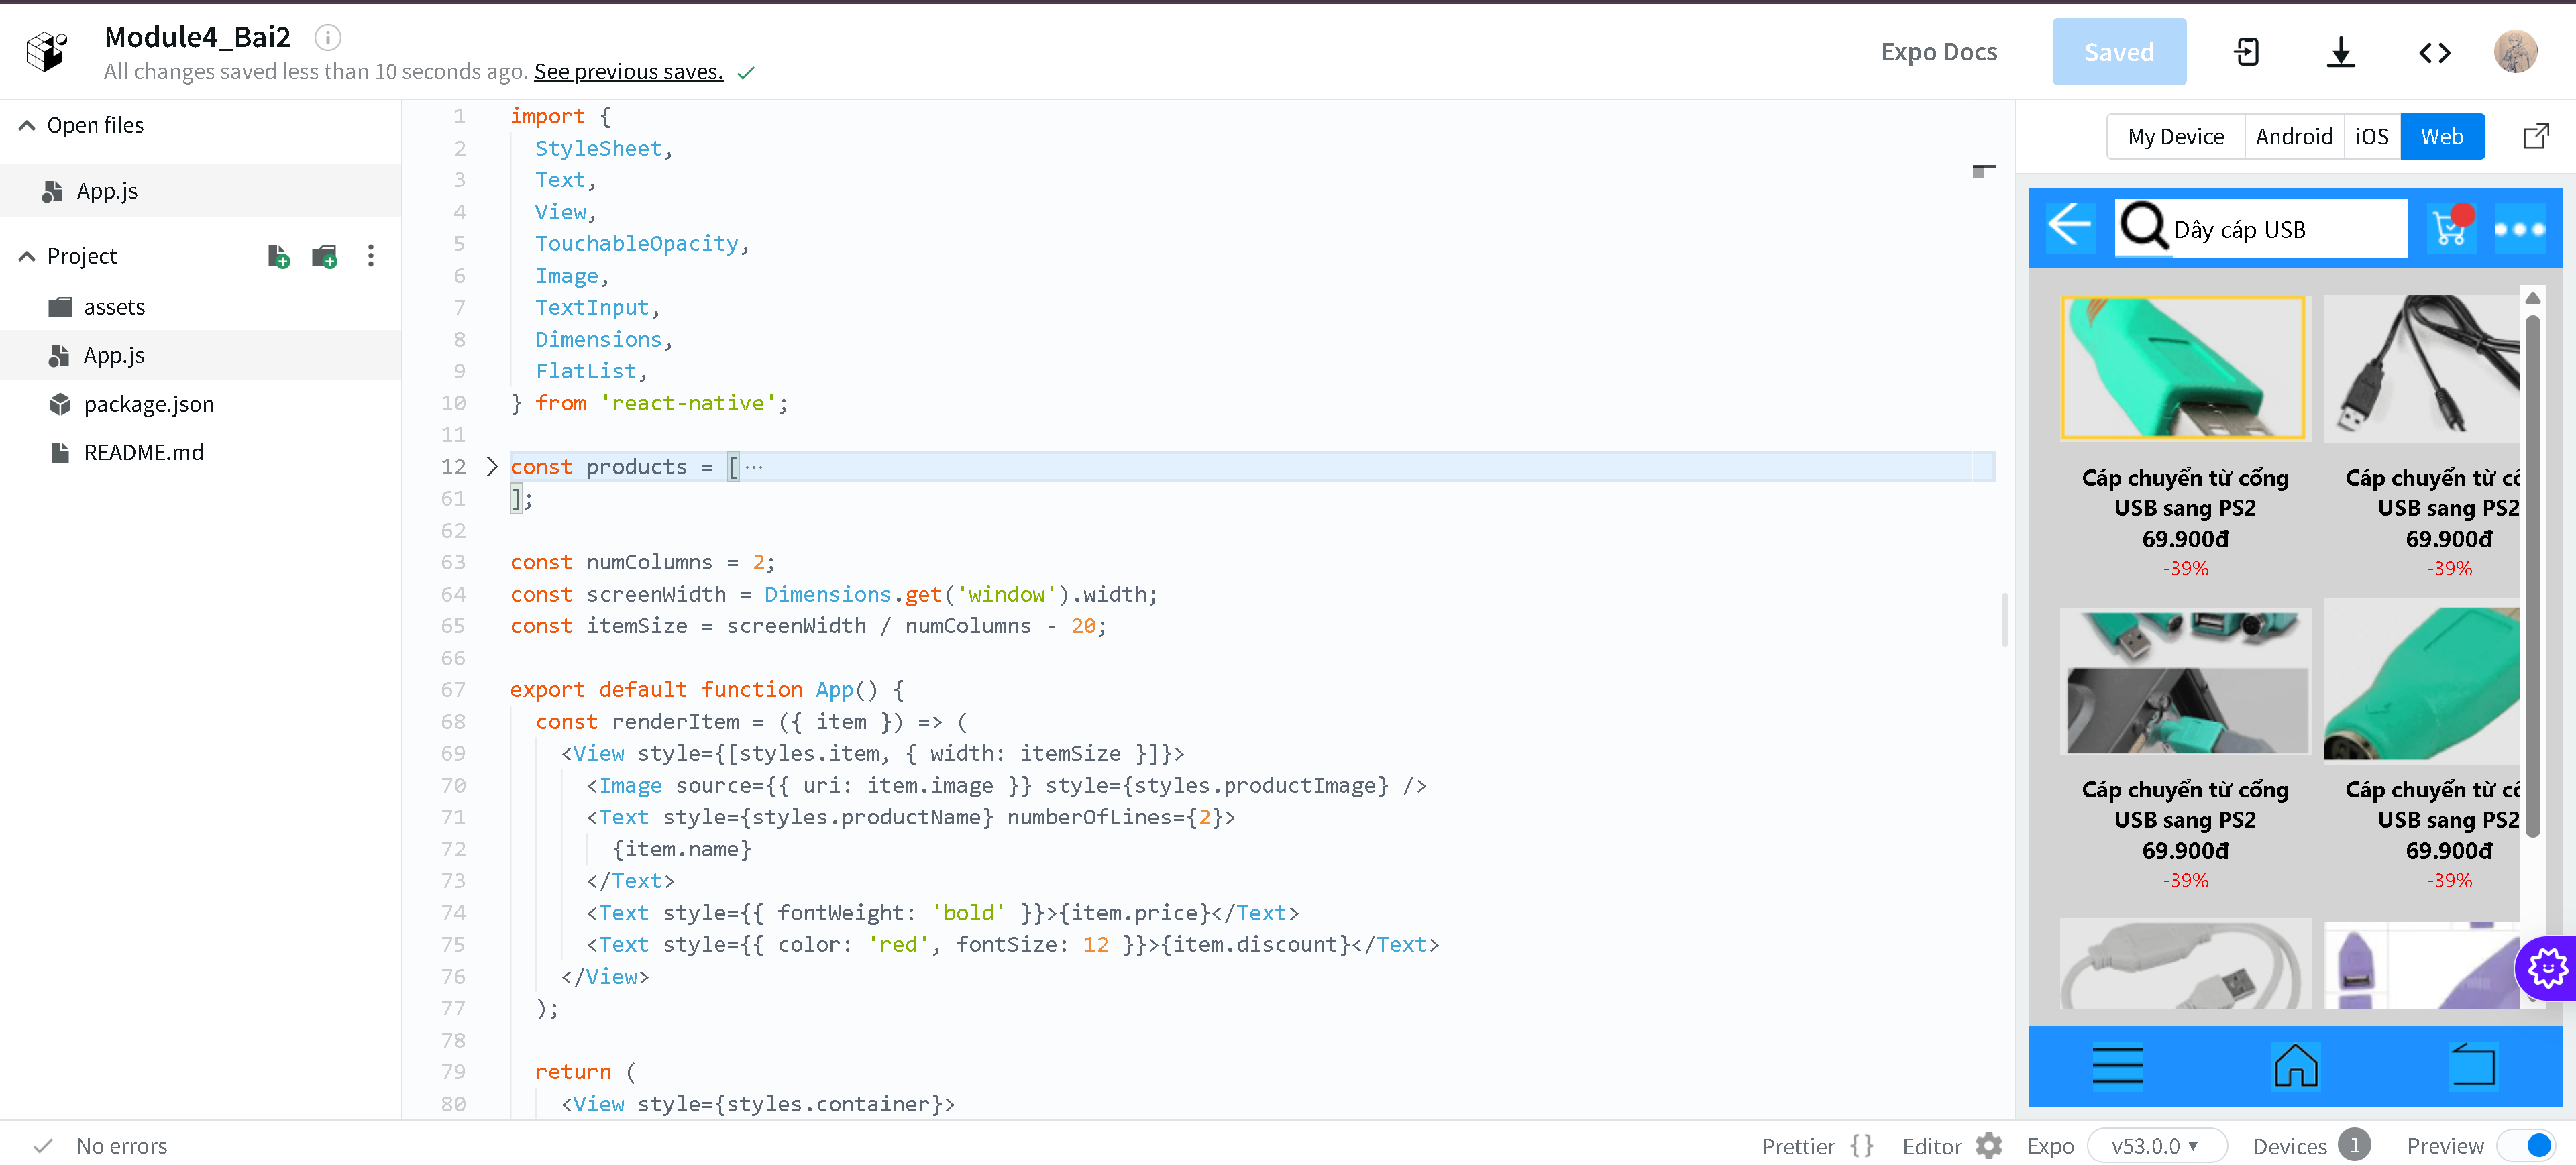 Module4_Bai2
All changes saved less than 10 seconds ago. See previous saves.
Expo Docs
Saved
Open files
App.js
Project
assets
App.js
package.json
README.md
1 import {
2 StyleSheet,
3 Text,
4 View,
5 TouchableOpacity,
6 Image,
7 TextInput,
8 Dimensions,
9 FlatList,
10 } from 'react-native';
11
12 const products = [ ···
61 ];
62
63 const numColumns = 2;
64 const screenWidth = Dimensions.get('window').width;
65 const itemSize = screenWidth / numColumns - 20;
66
67 export default function App() {
68 const renderItem = ({ item }) => (
69 <View style={[styles.item, { width: itemSize }]}>
70 <Image source={{ uri: item.image }} style={styles.productImage} />
71 <Text style={styles.productName} numberOfLines={2}>
72 {item.name}
73 </Text>
74 <Text style={{ fontWeight: 'bold' }}>{item.price}</Text>
75 <Text style={{ color: 'red', fontSize: 12 }}>{item.discount}</Text>
76 </View>
77 );
78
79 return (
80 <View style={styles.container}>
My Device
Android
iOS
Web
Dây cáp USB
Cáp chuyển từ cổng
USB sang PS2
69.900đ
-39%
Cáp chuyển từ cổ
USB sang PS2
69.900đ
-39%
Cáp chuyển từ cổng
USB sang PS2
69.900đ
-39%
Cáp chuyển từ cổ
USB sang PS2
69.900đ
-39%
No errors
Prettier {}
Editor
Expo
v53.0.0
Devices 1
Preview